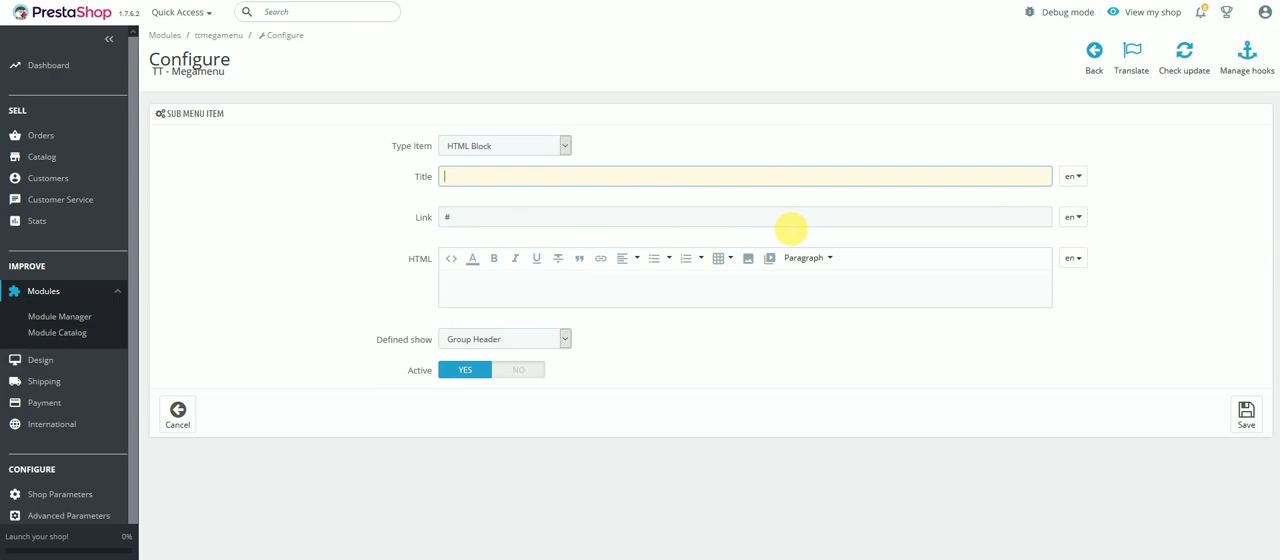 PrestaShop 1.7.6.2 Quick Access Search Debug mode View my shop
Modules / ttmegamenu / Configure
Configure
TT - Megamenu
Back Translate Check update Manage hooks
Dashboard
SELL
Orders
Catalog
Customers
Customer Service
Stats
IMPROVE
Modules
Module Manager
Module Catalog
Design
Shipping
Payment
International
CONFIGURE
Shop Parameters
Advanced Parameters
Launch your shop! 0%
SUB MENU ITEM
Type Item HTML Block
Title en
Link # en
HTML A B I U Paragraph en
Defined show Group Header
Active YES NO
Cancel Save